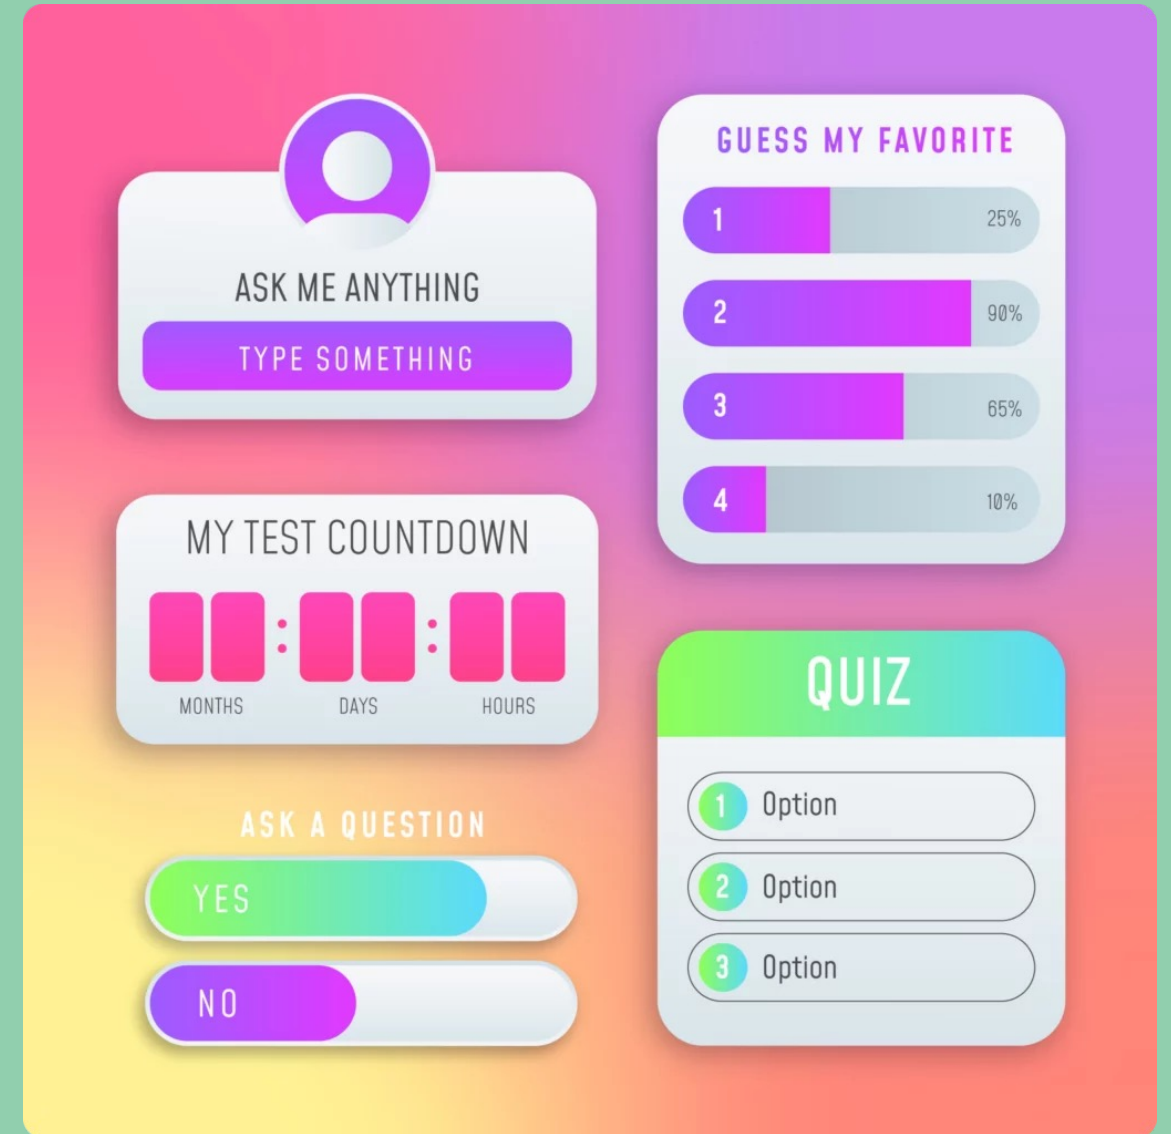 ASK ME ANYTHING
TYPE SOMETHING
MY TEST COUNTDOWN
: :
MONTHS DAYS HOURS
ASK A QUESTION
YES
NO
GUESS MY FAVORITE
1 25%
2 90%
3 65%
4 10%
QUIZ
1 Option
2 Option
3 Option